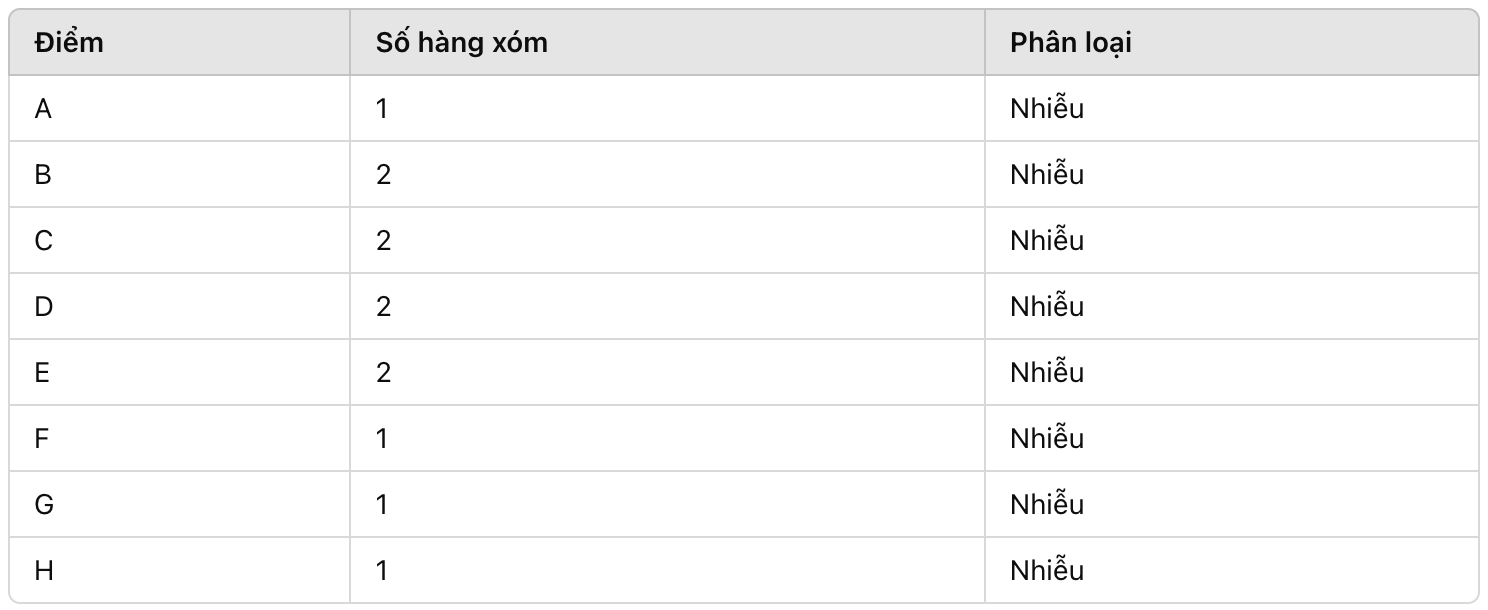 Điểm Số hàng xóm Phân loại
A 1 Nhiễu
B 2 Nhiễu
C 2 Nhiễu
D 2 Nhiễu
E 2 Nhiễu
F 1 Nhiễu
G 1 Nhiễu
H 1 Nhiễu